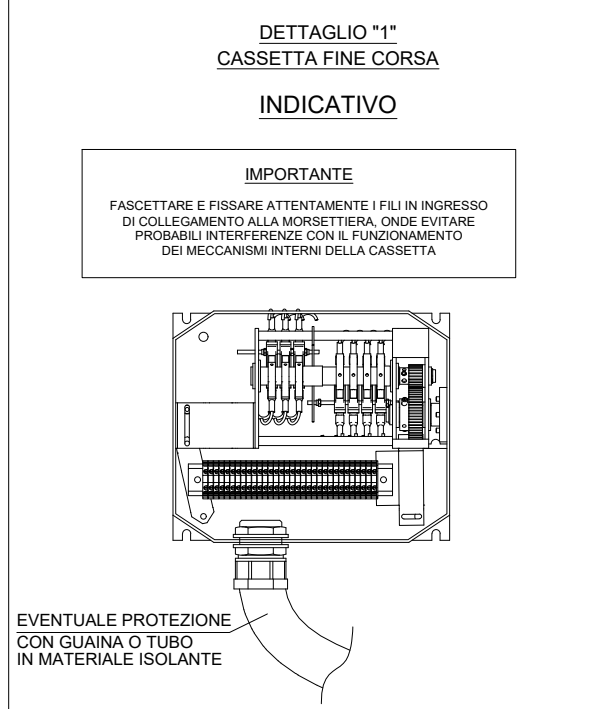 DETTAGLIO "1"
CASSETTA FINE CORSA
INDICATIVO
IMPORTANTE
FASCETTARE E FISSARE ATTENTAMENTE I FILI IN INGRESSO
DI COLLEGAMENTO ALLA MORSETTIERA, ONDE EVITARE
PROBABILI INTERFERENZE CON IL FUNZIONAMENTO
DEI MECCANISMI INTERNI DELLA CASSETTA
EVENTUALE PROTEZIONE
CON GUAINA O TUBO
IN MATERIALE ISOLANTE